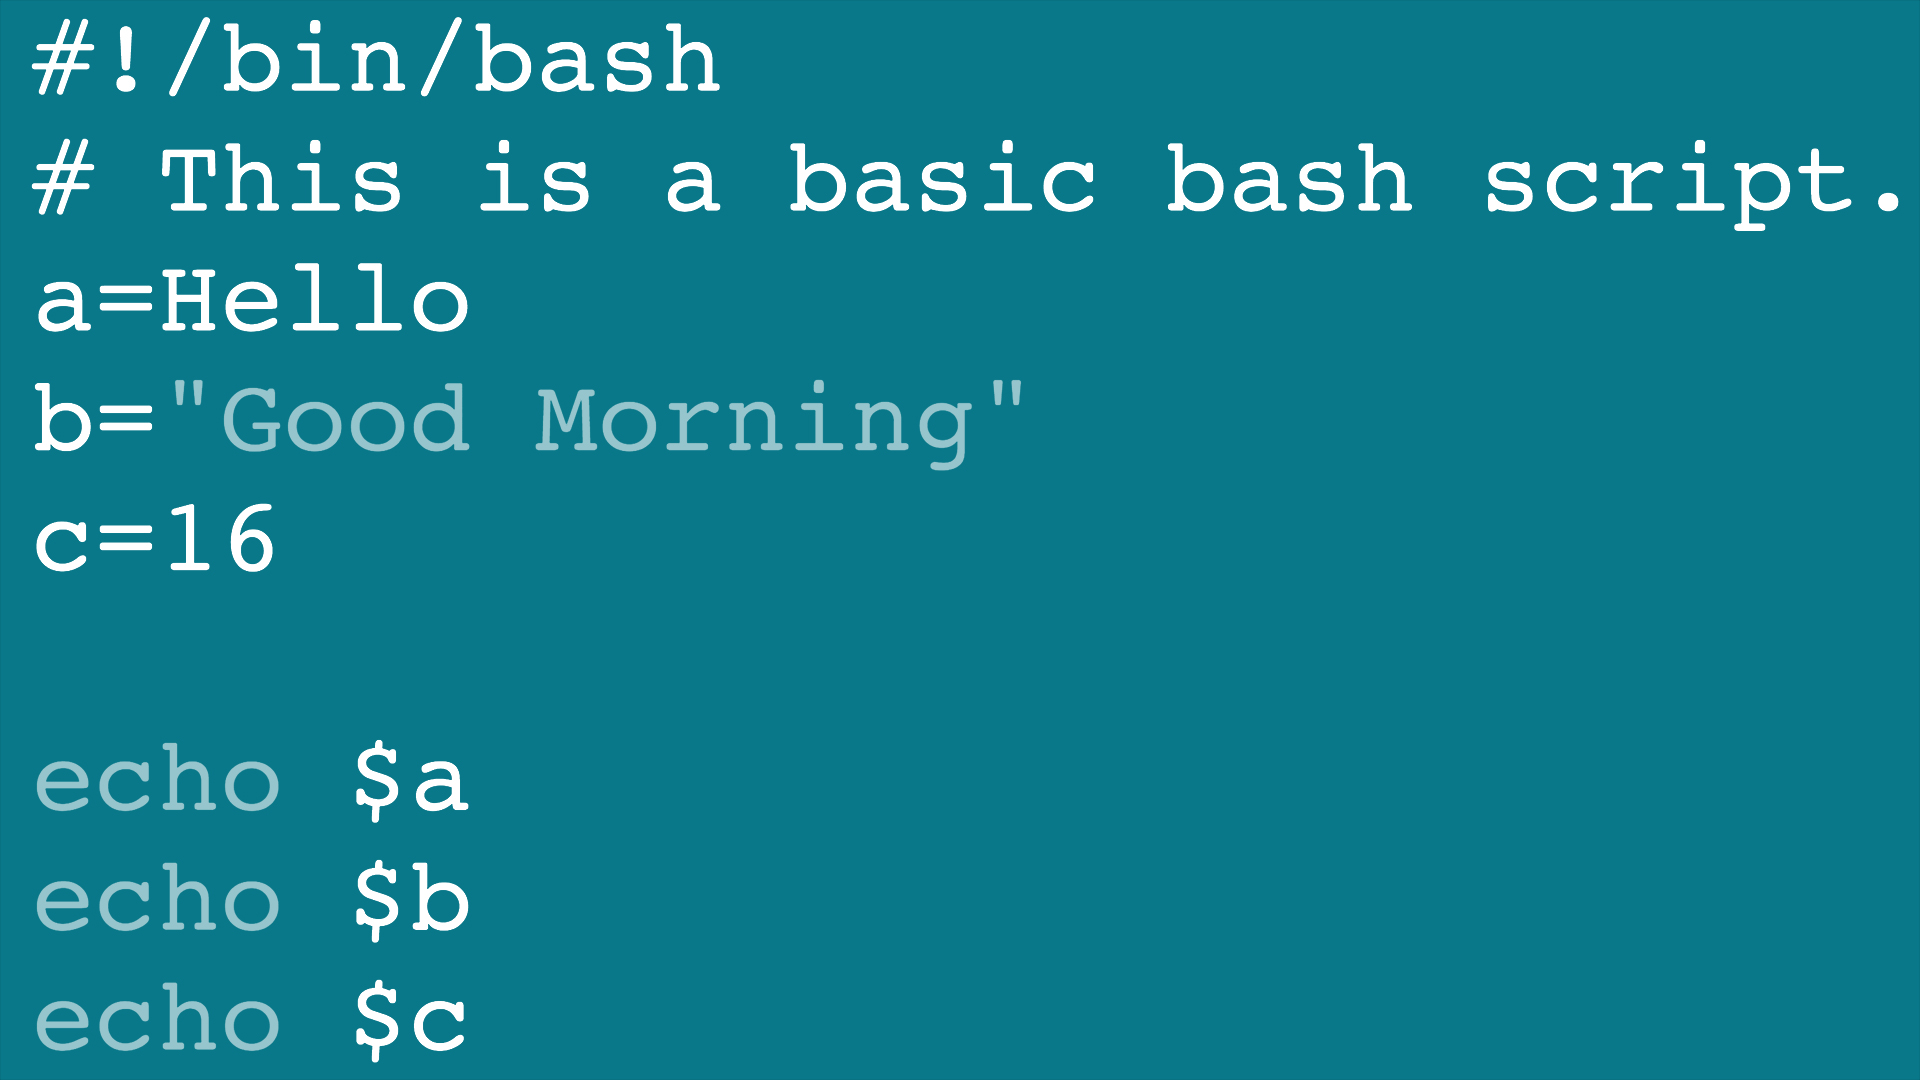 #!/bin/bash
# This is a basic bash script.
a=Hello
b="Good Morning"
c=16
echo $a
echo $b
echo $c